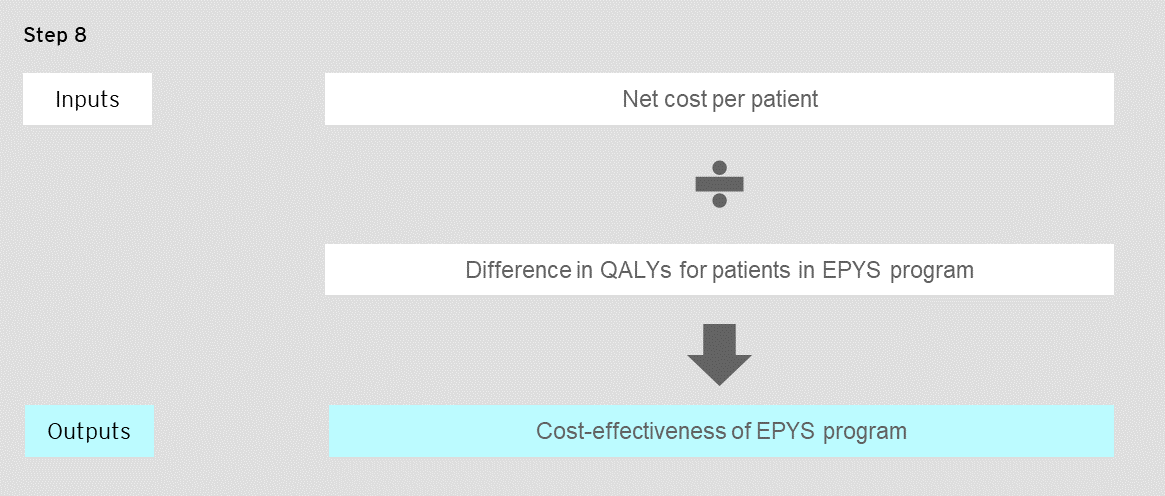 Step 8
Inputs
Net cost per patient
Difference in QALYs for patients in EPYS program
Outputs
Cost-effectiveness of EPYS program